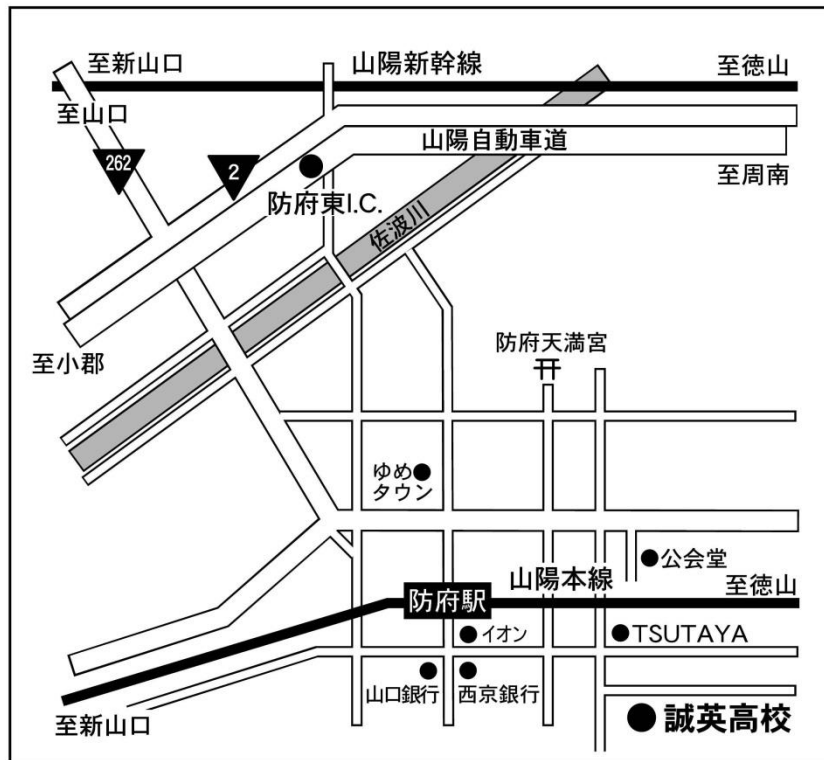 至新山口
山陽新幹線
至徳山
至山口
山陽自動車道
262
2
至周南
防府東I.C.
佐波川
防府天満宮
至小郡
ゆめ
タウン
公会堂
山陽本線
至徳山
防府駅
イオン
TSUTAYA
山口銀行
西京銀行
至新山口
誠英高校